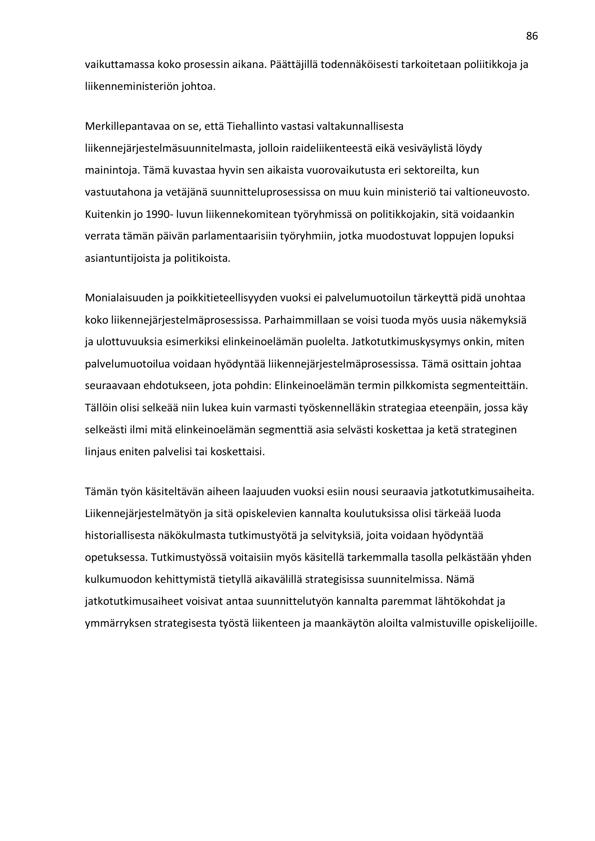 86
vaikuttamassa koko prosessin aikana. Päättäjillä todennäköisesti tarkoitetaan poliitikkoja ja
liikenneministeriön johtoa.
Merkillepantavaa on se, että Tiehallinto vastasi valtakunnallisesta
liikennejärjestelmäsuunnitelmasta, jolloin raideliikenteestä eikä vesiväylistä löydy
mainintoja. Tämä kuvastaa hyvin sen aikaista vuorovaikutusta eri sektoreilta, kun
vastuutahona ja vetäjänä suunnitteluprosessissa on muu kuin ministeriö tai valtioneuvosto.
Kuitenkin jo 1990- luvun liikennekomitean työryhmissä on politikkojakin, sitä voidaankin
verrata tämän päivän parlamentaarisiin työryhmiin, jotka muodostuvat loppujen lopuksi
asiantuntijoista ja politikoista.
Monialaisuuden ja poikkitieteellisyyden vuoksi ei palvelumuotoilun tärkeyttä pidä unohtaa
koko liikennejärjestelmäprosessissa. Parhaimmillaan se voisi tuoda myös uusia näkemyksiä
ja ulottuvuuksia esimerkiksi elinkeinoelämän puolelta. Jatkotutkimuskysymys onkin, miten
palvelumuotoilua voidaan hyödyntää liikennejärjestelmäprosessissa. Tämä osittain johtaa
seuraavaan ehdotukseen, jota pohdin: Elinkeinoelämän termin pilkkomista segmenteittäin.
Tällöin olisi selkeää niin lukea kuin varmasti työskennelläkin strategiaa eteenpäin, jossa käy
selkeästi ilmi mitä elinkeinoelämän segmenttiä asia selvästi koskettaa ja ketä strateginen
linjaus eniten palvelisi tai koskettaisi.
Tämän työn käsiteltävän aiheen laajuuden vuoksi esiin nousi seuraavia jatkotutkimusaiheita.
Liikennejärjestelmätyön ja sitä opiskelevien kannalta koulutuksissa olisi tärkeää luoda
historiallisesta näkökulmasta tutkimustyötä ja selvityksiä, joita voidaan hyödyntää
opetuksessa. Tutkimustyössä voitaisiin myös käsitellä tarkemmalla tasolla pelkästään yhden
kulkumuodon kehittymistä tietyllä aikavälillä strategisissa suunnitelmissa. Nämä
jatkotutkimusaiheet voisivat antaa suunnittelutyön kannalta paremmat lähtökohdat ja
ymmärryksen strategisesta työstä liikenteen ja maankäytön aloilta valmistuville opiskelijoille.